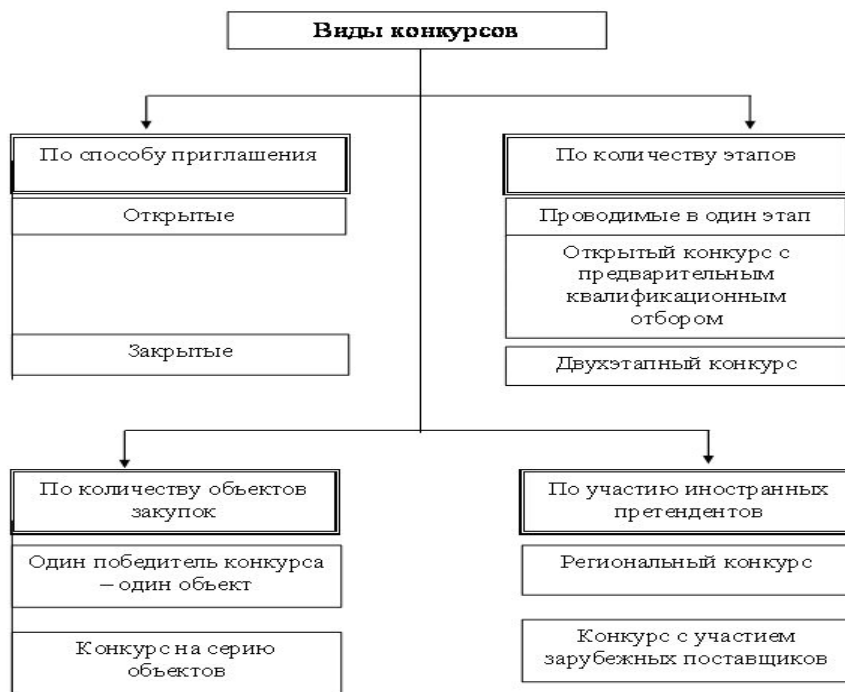 Виды конкурсов
По способу приглашения
Открытые
Закрытые
По количеству этапов
Проводимые в один этап
Открытый конкурс с
предварительным
квалификационным
отбором
Двухэтапный конкурс
По количеству объектов
закупок
Один победитель конкурса
– один объект
Конкурс на серию
объектов
По участию иностранных
претендентов
Региональный конкурс
Конкурс с участием
зарубежных поставщиков